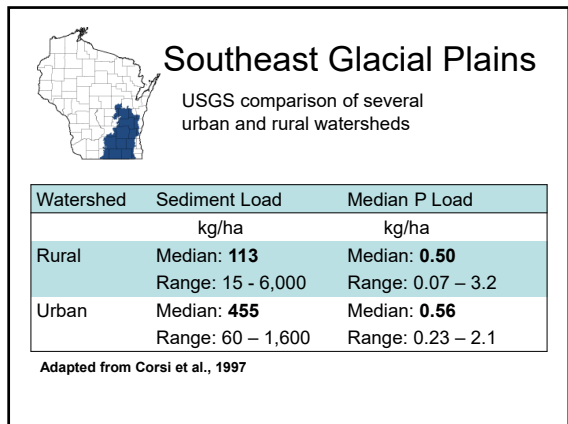 Southeast Glacial Plains
USGS comparison of several
urban and rural watersheds
Watershed Sediment Load Median P Load
kg/ha kg/ha
Rural Median: 113 Median: 0.50
Range: 15 - 6,000 Range: 0.07 – 3.2
Urban Median: 455 Median: 0.56
Range: 60 – 1,600 Range: 0.23 – 2.1
Adapted from Corsi et al., 1997